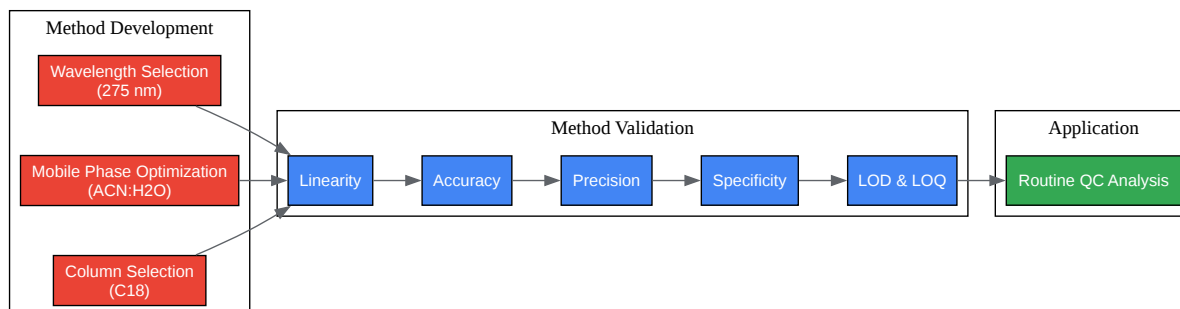 Method Development
Wavelength Selection
(275 nm)
Mobile Phase Optimization
(ACN:H2O)
Column Selection
(C18)
Method Validation
Linearity
Accuracy
Precision
Specificity
LOD & LOQ
Application
Routine QC Analysis